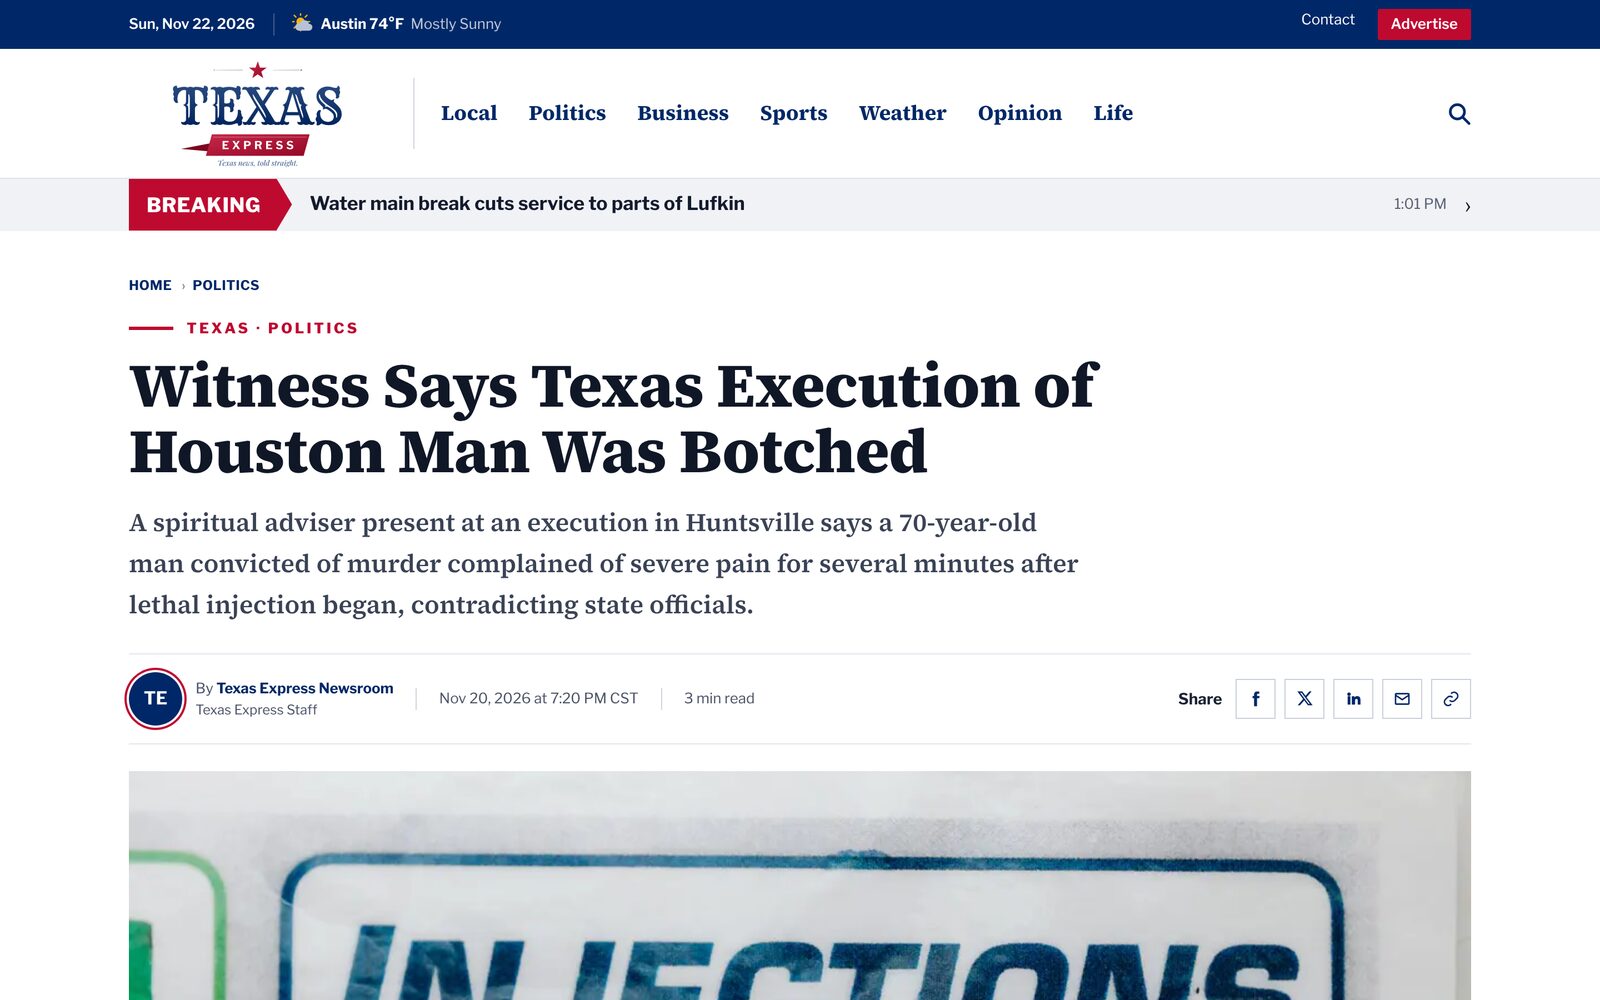 Sun, Nov 22, 2026
Austin 74°F Mostly Sunny
Contact
Advertise
TEXAS
EXPRESS
Texas news, told straight.
Local
Politics
Business
Sports
Weather
Opinion
Life
BREAKING
Water main break cuts service to parts of Lufkin
1:01 PM ›
HOME › POLITICS
TEXAS · POLITICS
Witness Says Texas Execution of
Houston Man Was Botched
A spiritual adviser present at an execution in Huntsville says a 70-year-old
man convicted of murder complained of severe pain for several minutes after
lethal injection began, contradicting state officials.
TE
By Texas Express Newsroom
Texas Express Staff
Nov 20, 2026 at 7:20 PM CST
3 min read
Share
INJECTIONS